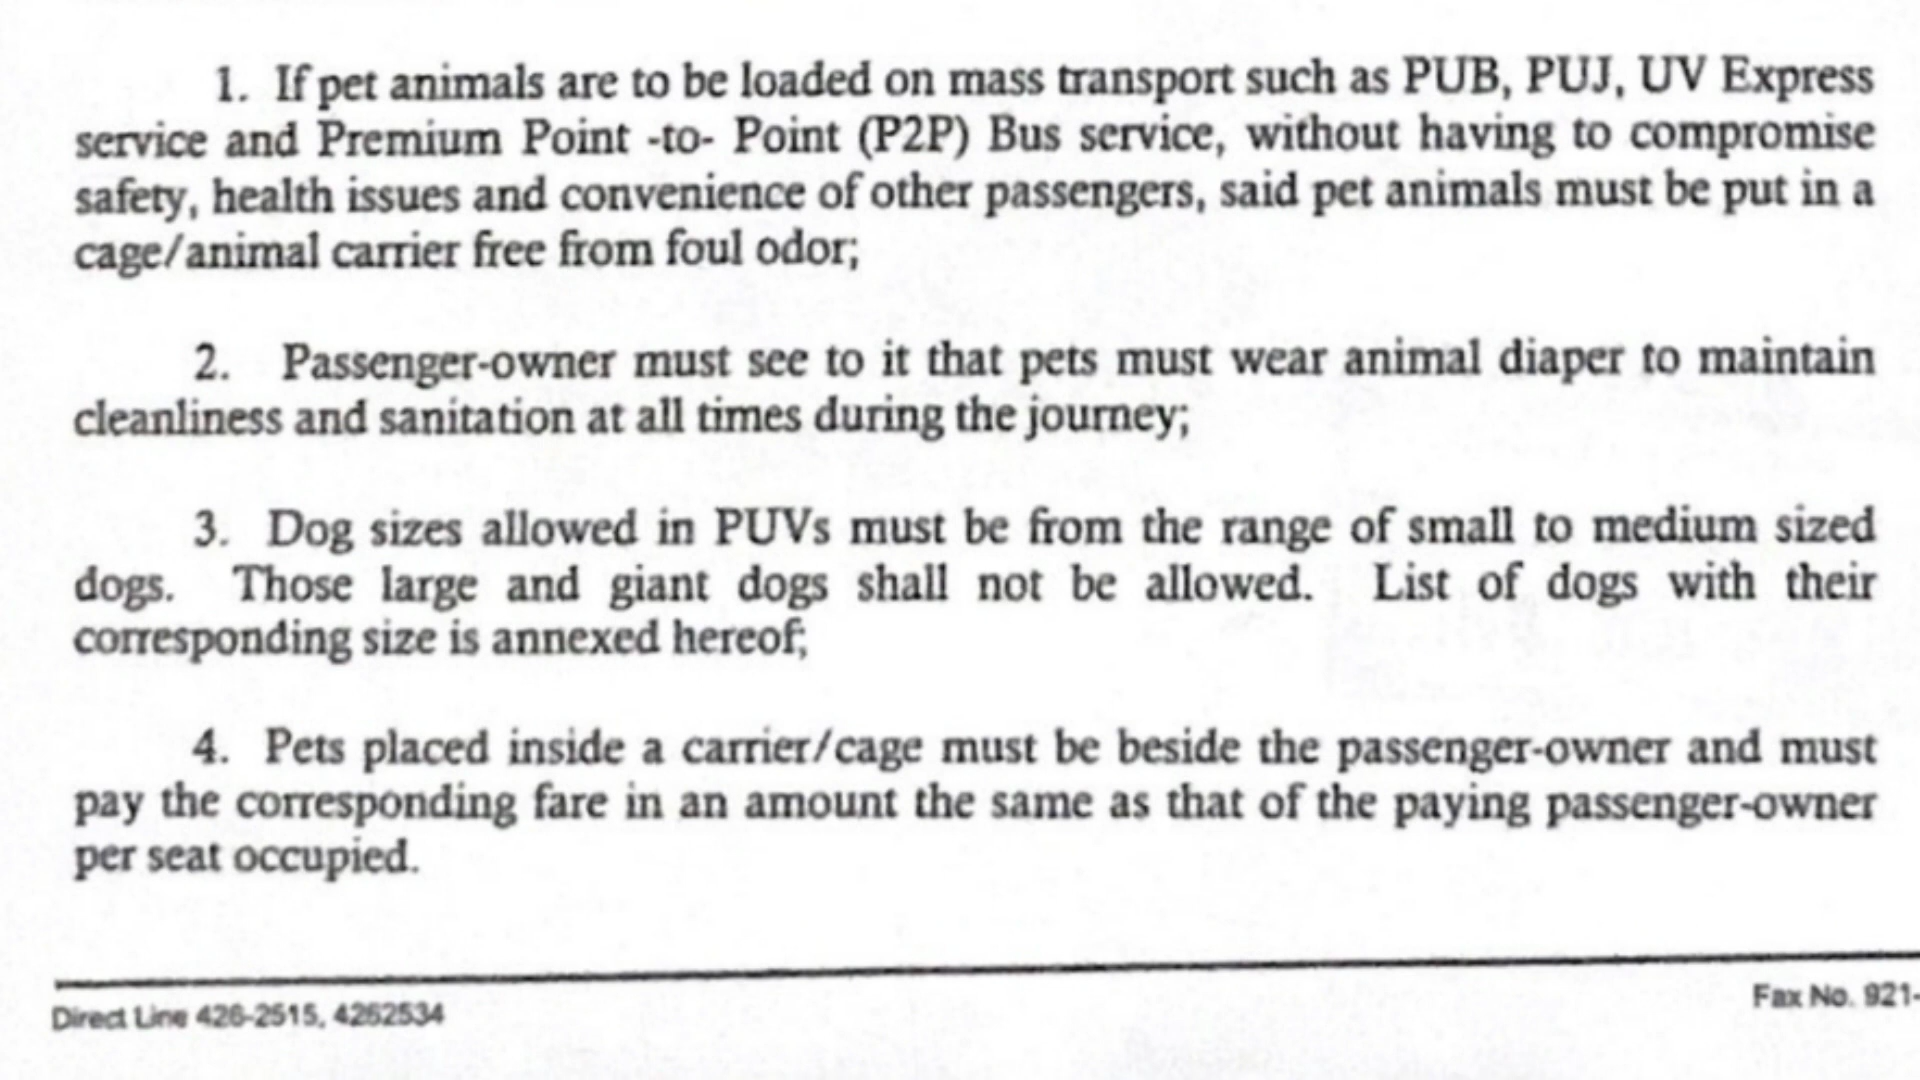 1. If pet animals are to be loaded on mass transport such as PUB, PUJ, UV Express
service and Premium Point -to- Point (P2P) Bus service, without having to compromise
safety, health issues and convenience of other passengers, said pet animals must be put in a
cage/animal carrier free from foul odor;
2. Passenger-owner must see to it that pets must wear animal diaper to maintain
cleanliness and sanitation at all times during the journey;
3. Dog sizes allowed in PUVs must be from the range of small to medium sized
dogs. Those large and giant dogs shall not be allowed. List of dogs with their
corresponding size is annexed hereof;
4. Pets placed inside a carrier/cage must be beside the passenger-owner and must
pay the corresponding fare in an amount the same as that of the paying passenger-owner
per seat occupied.
Direct Line 426-2515, 4262534
Fax No. 921-